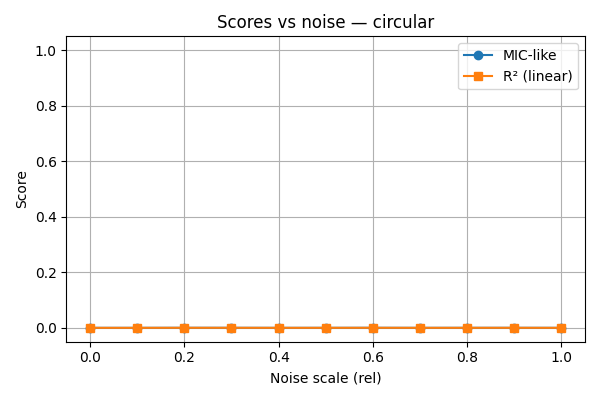 Scores vs noise — circular
MIC-like
R² (linear)
Score
1.0
0.8
0.6
0.4
0.2
0.0
0.0 0.2 0.4 0.6 0.8 1.0
Noise scale (rel)